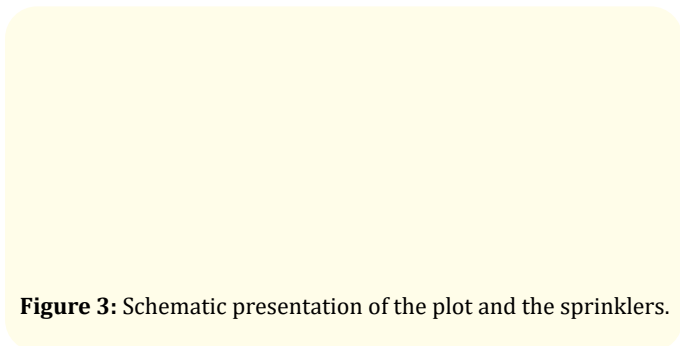 Figure 3: Schematic presentation of the plot and the sprinklers.